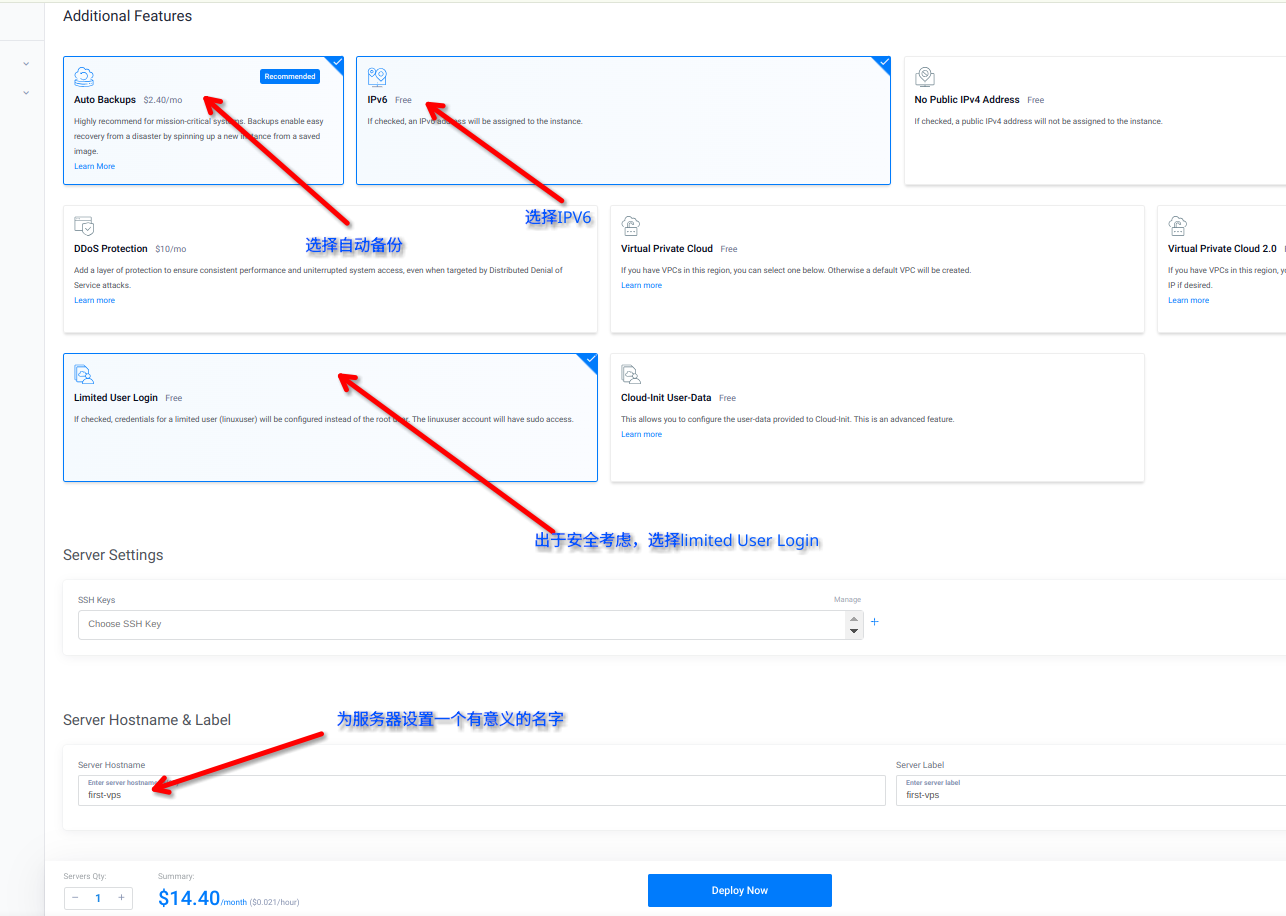 Additional Features
Recommended
Auto Backups $2.40/mo
Highly recommend for mission-critical systems. Backups enable easy
recovery from a disaster by spinning up a new instance from a saved
image.
Learn More
IPv6 Free
If checked, an IPv6 address will be assigned to the instance.
No Public IPv4 Address Free
If checked, a public IPv4 address will not be assigned to the instance.
选择IPV6
选择自动备份
DDoS Protection $10/mo
Add a layer of protection to ensure consistent performance and uniterrupted system access, even when targeted by Distributed Denial of
Service attacks.
Learn more
Virtual Private Cloud Free
If you have VPCs in this region, you can select one below. Otherwise a default VPC will be created.
Learn more
Virtual Private Cloud 2.0
If you have VPCs in this region,
IP if desired.
Learn more
Limited User Login Free
If checked, credentials for a limited user (linuxuser) will be configured instead of the root user. The linuxuser account will have sudo access.
Cloud-Init User-Data Free
This allows you to configure the user-data provided to Cloud-Init. This is an advanced feature.
Learn more
出于安全考虑，选择limited User Login
Server Settings
SSH Keys
Manage
Choose SSH Key
+
Server Hostname & Label
为服务器设置一个有意义的名字
Server Hostname
Enter server hostname
first-vps
Server Label
Enter server label
first-vps
Servers Qty:
− 1 +
Summary:
$14.40/month ($0.021/hour)
Deploy Now